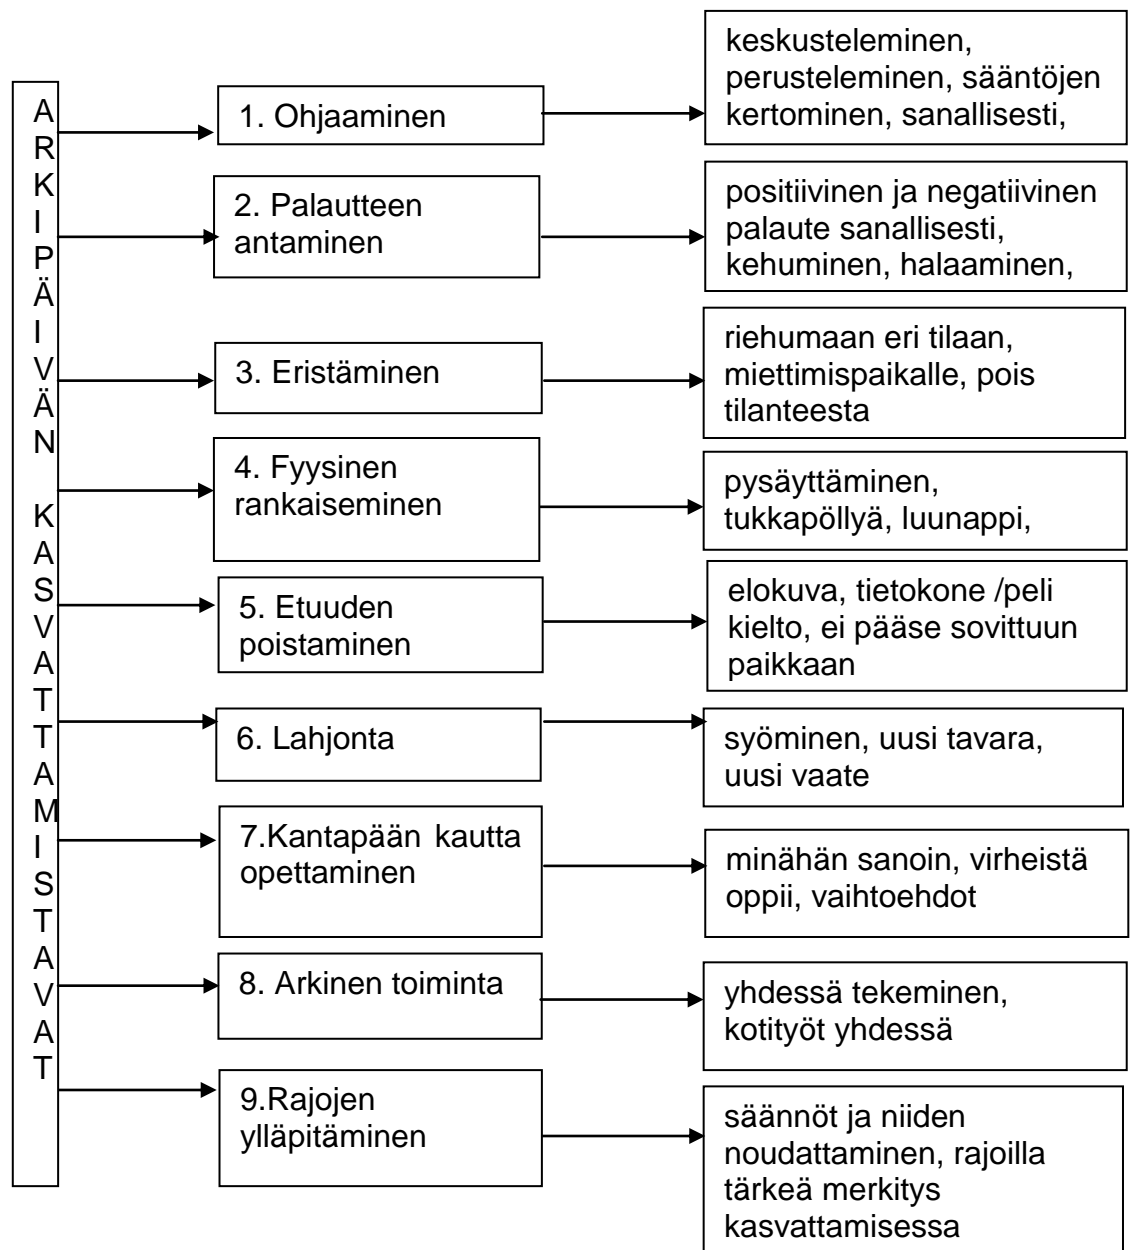 ARKIPÄIVÄN KASVATTAMISTAVAT
1. Ohjaaminen
keskusteleminen,
perusteleminen, sääntöjen
kertominen, sanallisesti,
2. Palautteen
antaminen
positiivinen ja negatiivinen
palaute sanallisesti,
kehuminen, halaaminen,
3. Eristäminen
riehumaan eri tilaan,
miettimispaikalle, pois
tilanteesta
4. Fyysinen
rankaiseminen
pysäyttäminen,
tukkapöllyä, luunappi,
5. Etuuden
poistaminen
elokuva, tietokone /peli
kielto, ei pääse sovittuun
paikkaan
6. Lahjonta
syöminen, uusi tavara,
uusi vaate
7.Kantapään kautta
opettaminen
minähän sanoin, virheistä
oppii, vaihtoehdot
8. Arkinen toiminta
yhdessä tekeminen,
kotityöt yhdessä
9.Rajojen
ylläpitäminen
säännöt ja niiden
noudattaminen, rajoilla
tärkeä merkitys
kasvattamisessa